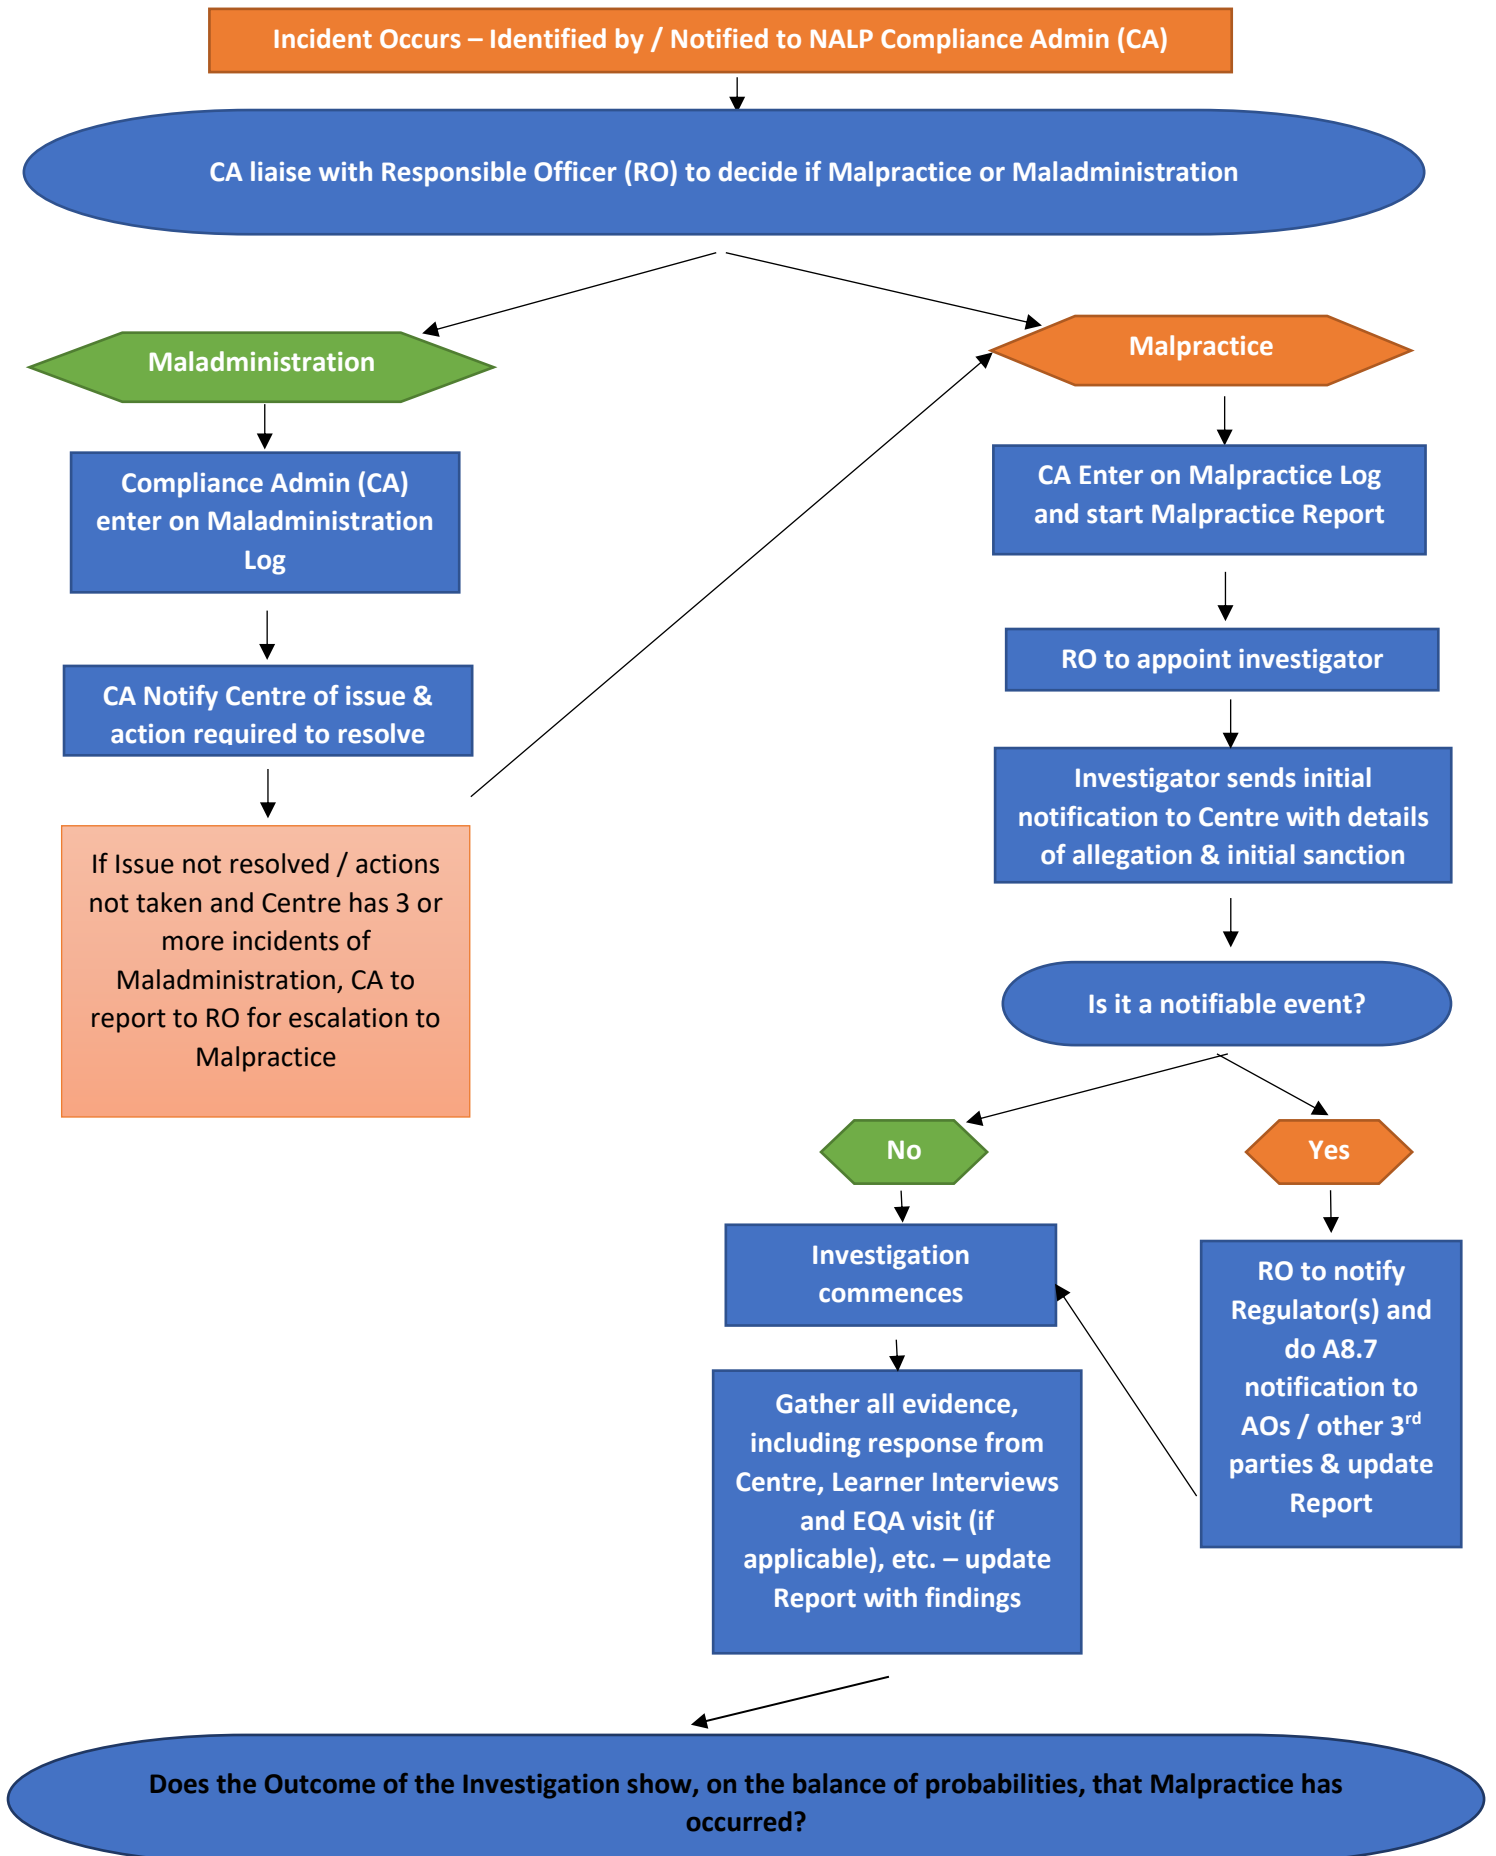 Incident Occurs – Identified by / Notified to NALP Compliance Admin (CA)
CA liaise with Responsible Officer (RO) to decide if Malpractice or Maladministration
Maladministration
Compliance Admin (CA)
enter on Maladministration
Log
CA Notify Centre of issue &
action required to resolve
If Issue not resolved / actions
not taken and Centre has 3 or
more incidents of
Maladministration, CA to
report to RO for escalation to
Malpractice
Malpractice
CA Enter on Malpractice Log
and start Malpractice Report
RO to appoint investigator
Investigator sends initial
notification to Centre with details
of allegation & initial sanction
Is it a notifiable event?
No
Investigation
commences
Gather all evidence,
including response from
Centre, Learner Interviews
and EQA visit (if
applicable), etc. – update
Report with findings
Yes
RO to notify
Regulator(s) and
do A8.7
notification to
AOs / other 3rd
parties & update
Report
Does the Outcome of the Investigation show, on the balance of probabilities, that Malpractice has
occurred?